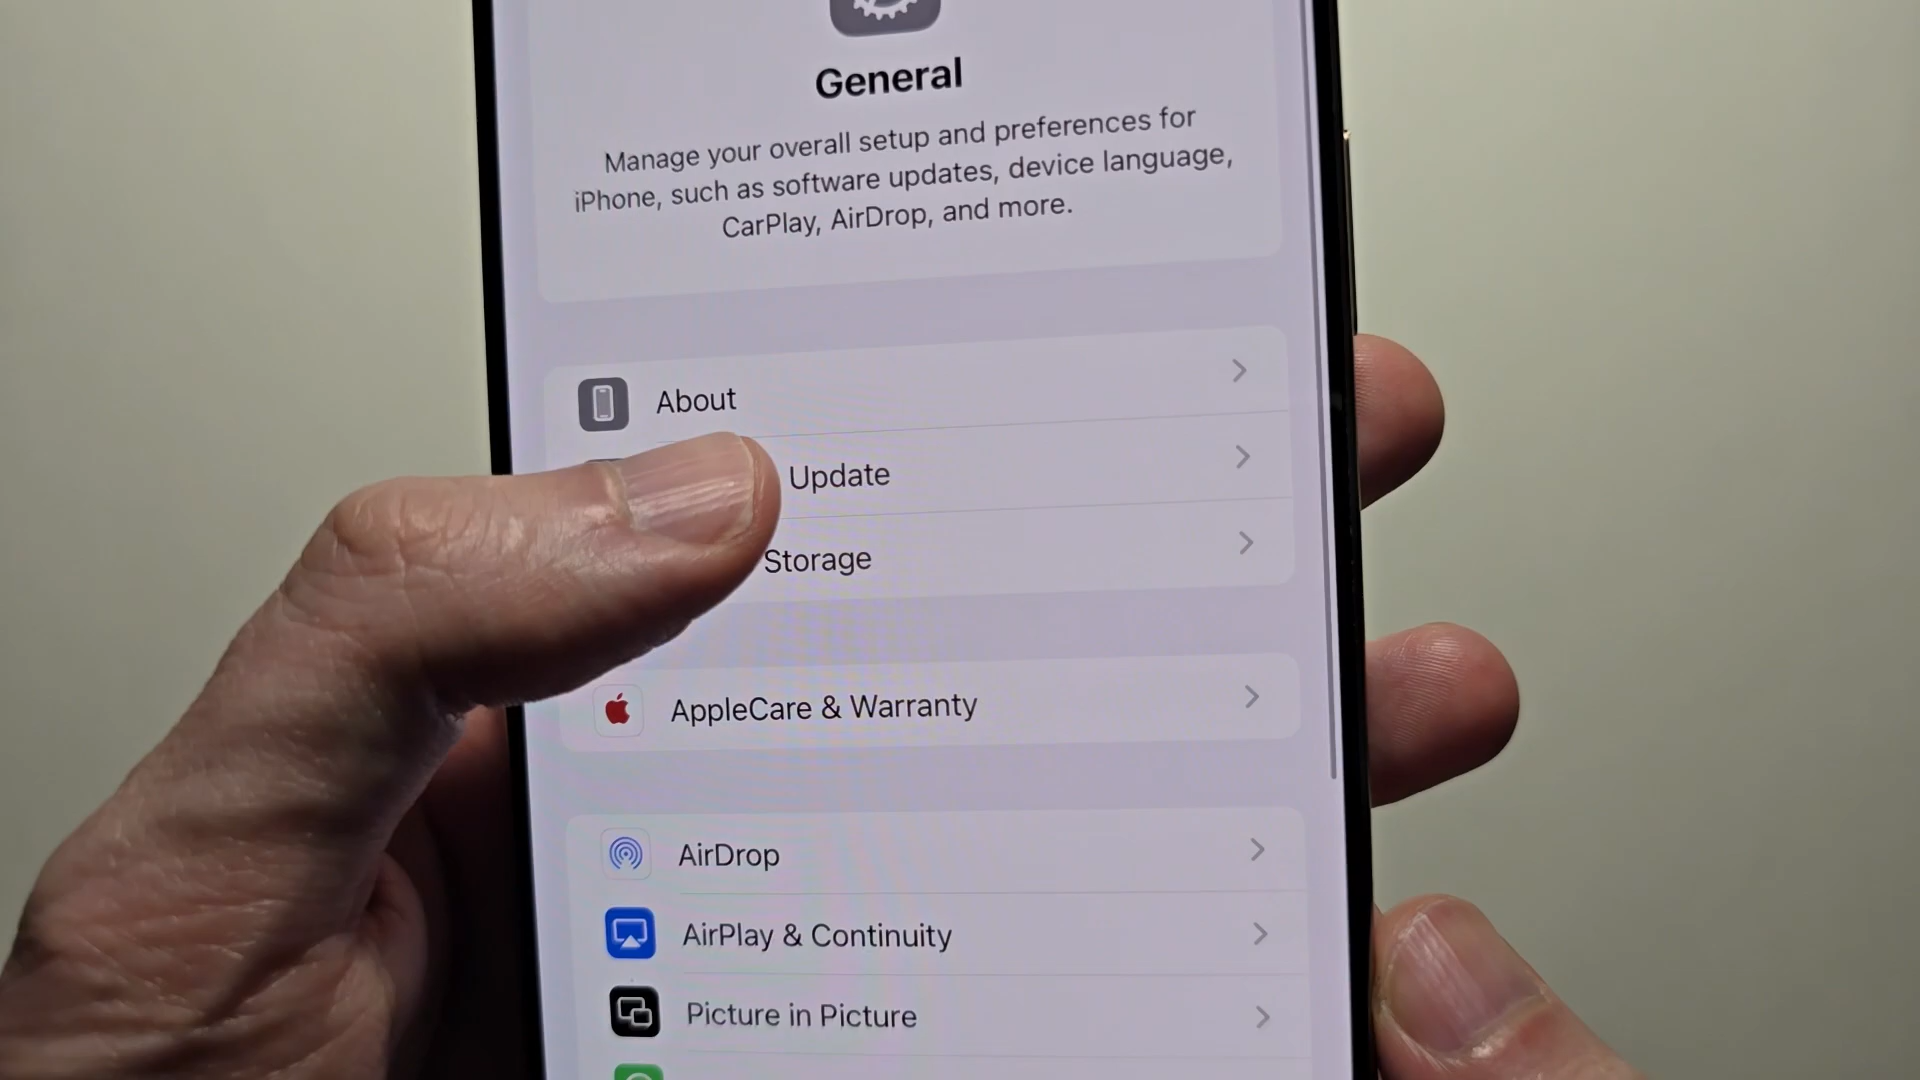 General
Manage your overall setup and preferences for
iPhone, such as software updates, device language,
CarPlay, AirDrop, and more.
About
Update
Storage
AppleCare & Warranty
AirDrop
AirPlay & Continuity
Picture in Picture